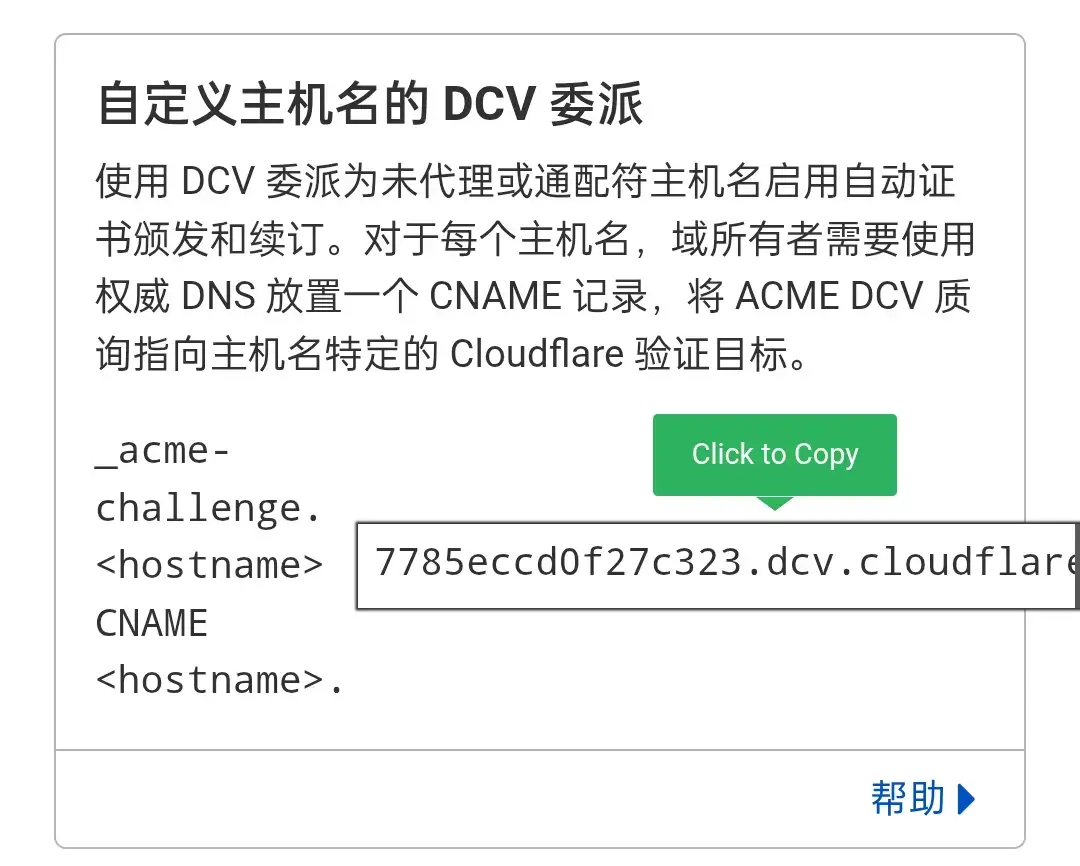 自定义主机名的 DCV 委派
使用 DCV 委派为未代理或通配符主机名启用自动证
书颁发和续订。对于每个主机名，域所有者需要使用
权威 DNS 放置一个 CNAME 记录，将 ACME DCV 质
询指向主机名特定的 Cloudflare 验证目标。
_acme-
challenge.
<hostname>
CNAME
<hostname>.
Click to Copy
7785eccd0f27c323.dcv.cloudflare
帮助